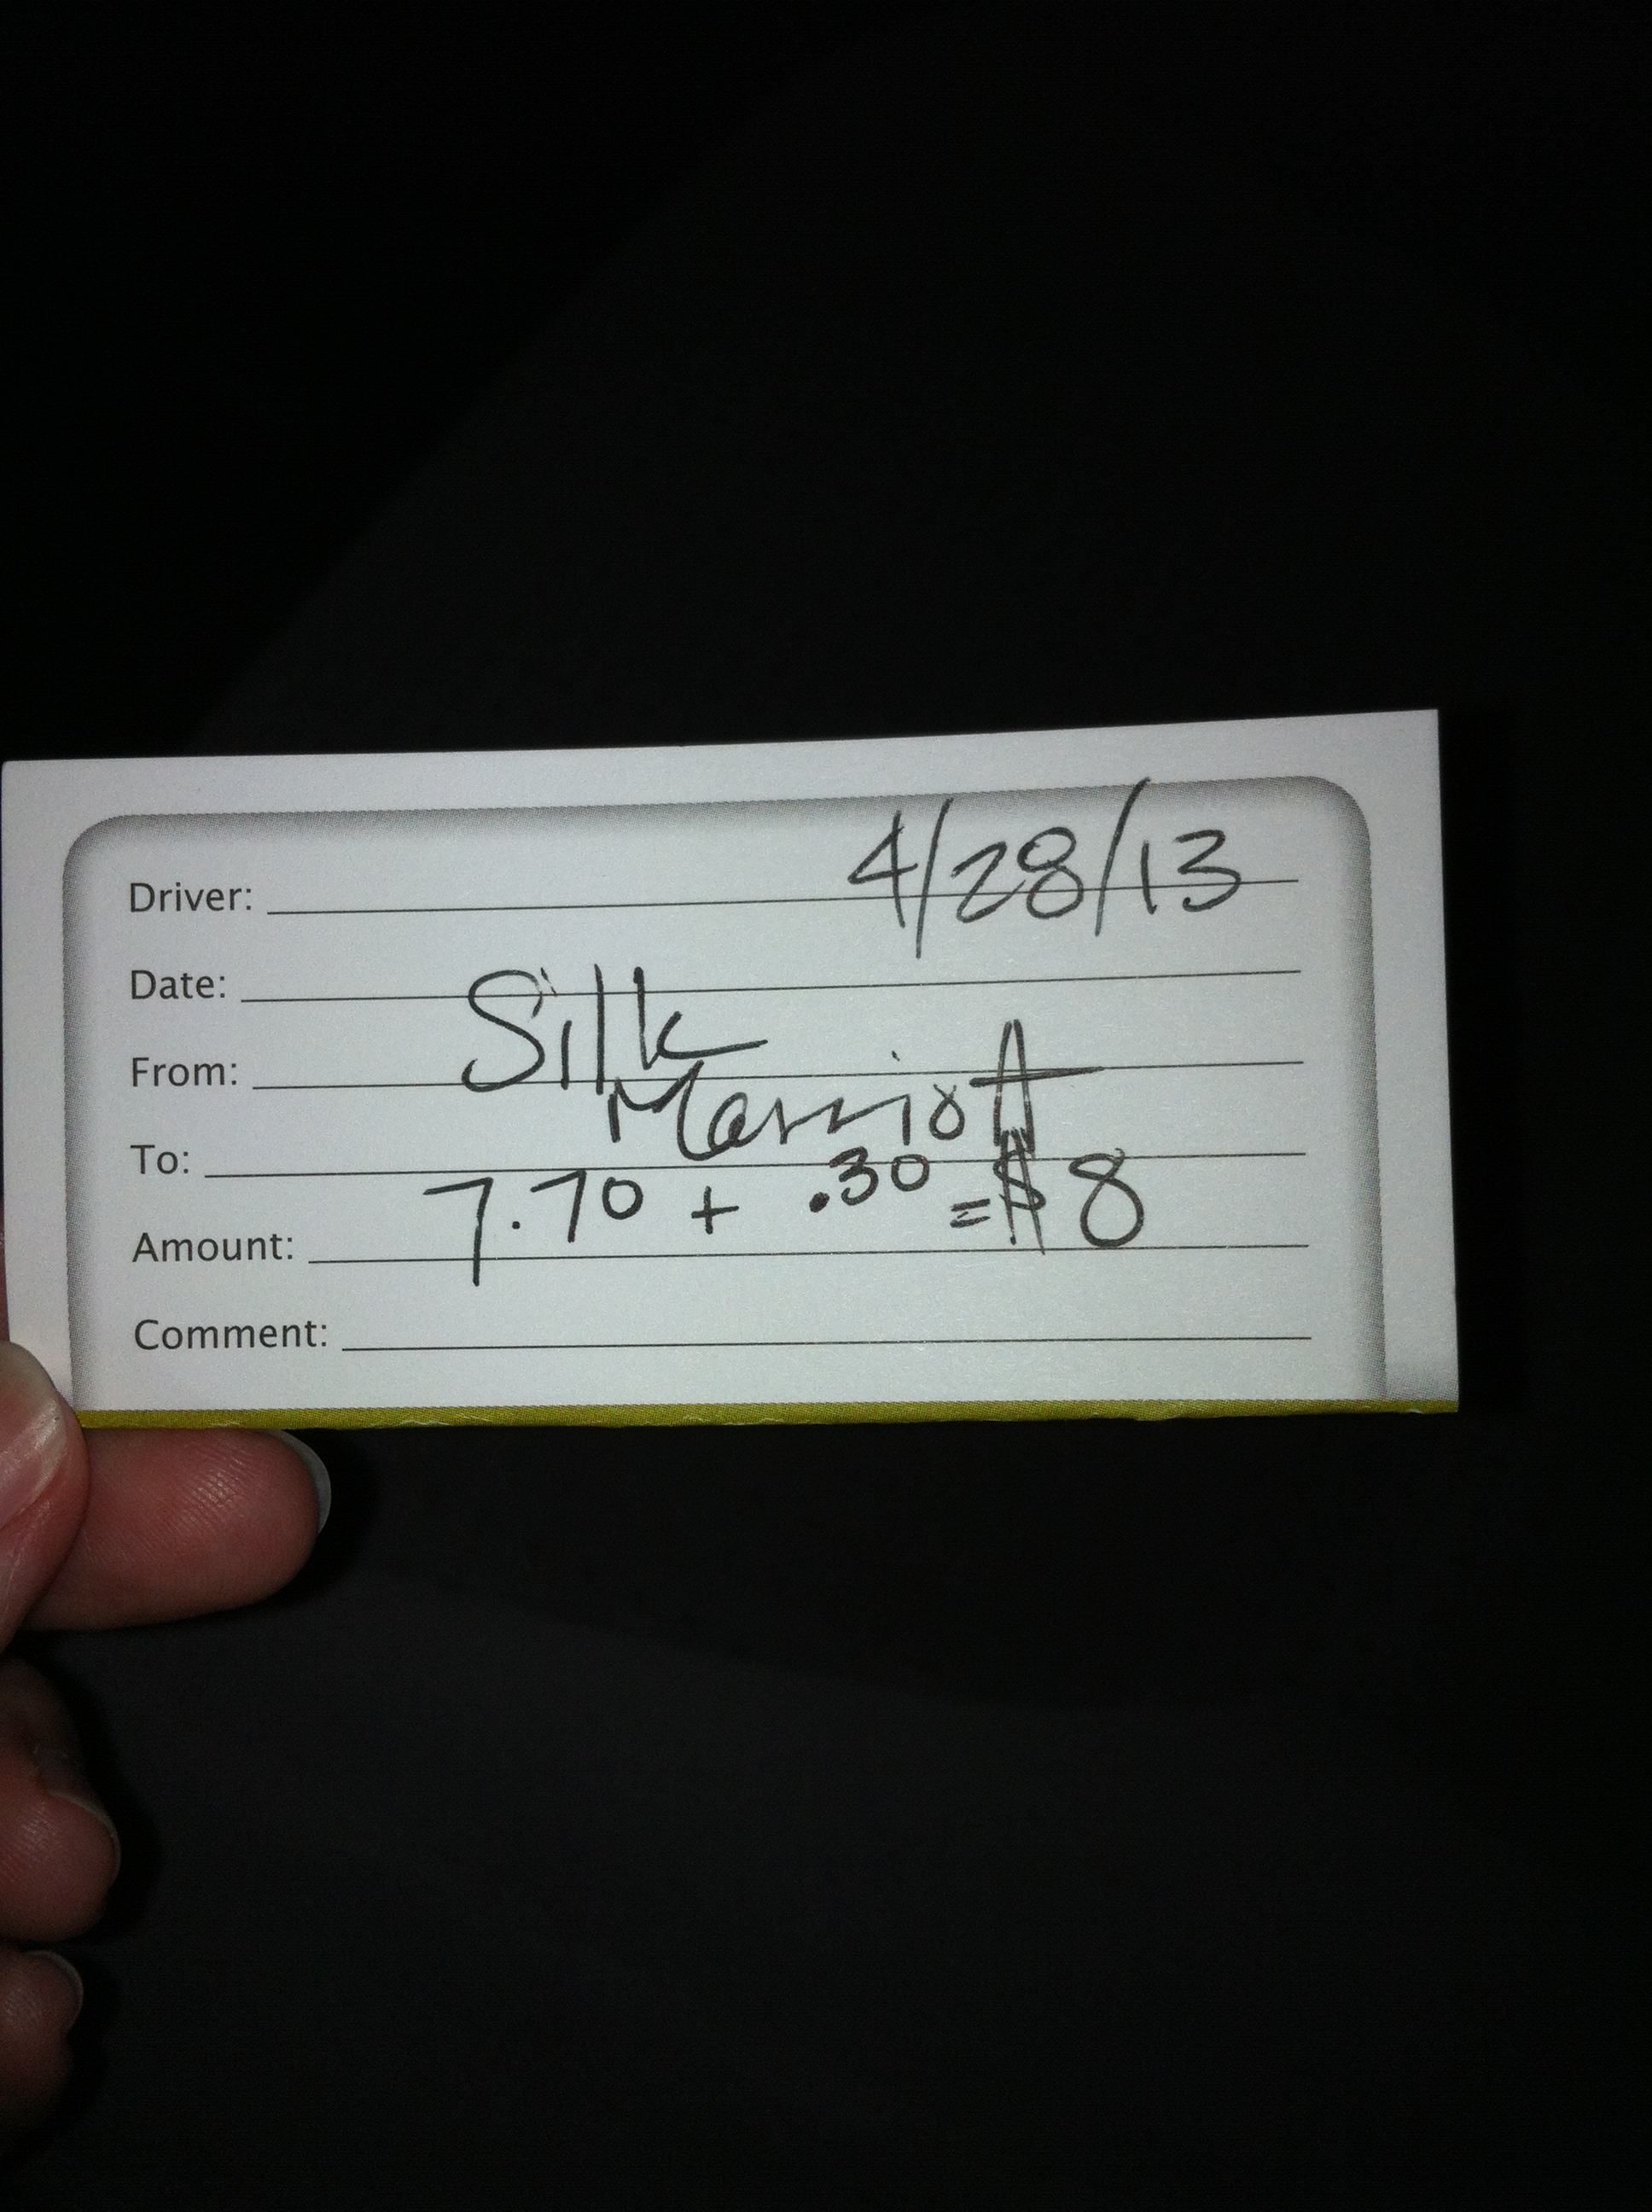 Driver: 4/28/13
Date:
From: Silk
To: Marriott
Amount: 7.70 + .30 = $8
Comment: